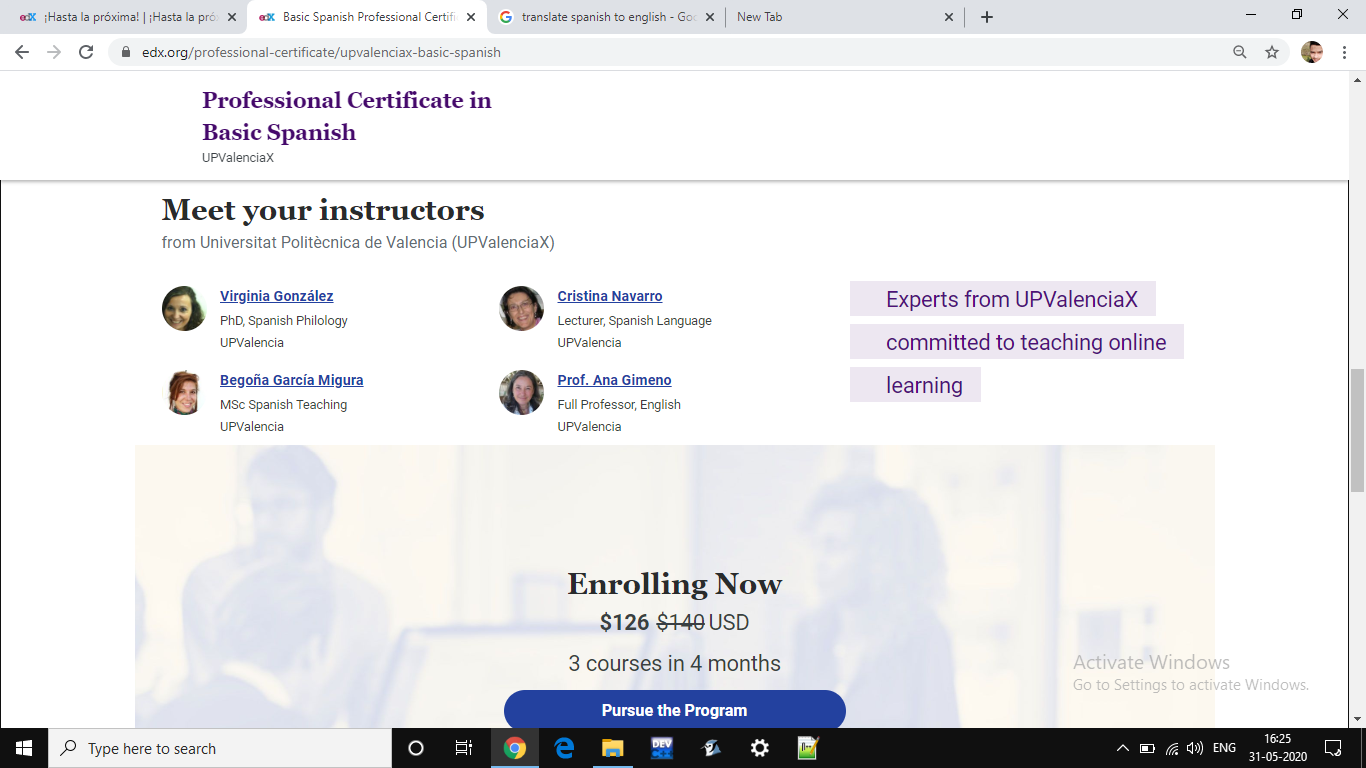 ¡Hasta la próxima! | ¡Hasta la pró
Basic Spanish Professional Certifi
translate spanish to english - Goo
New Tab
edx.org/professional-certificate/upvalenciax-basic-spanish
Professional Certificate in
Basic Spanish
UPValenciaX
Meet your instructors
from Universitat Politècnica de Valencia (UPValenciaX)
Virginia González
PhD, Spanish Philology
UPValencia
Cristina Navarro
Lecturer, Spanish Language
UPValencia
Begoña García Migura
MSc Spanish Teaching
UPValencia
Prof. Ana Gimeno
Full Professor, English
UPValencia
Experts from UPValenciaX
committed to teaching online
learning
Enrolling Now
$126 $140 USD
3 courses in 4 months
Pursue the Program
Activate Windows
Go to Settings to activate Windows.
Type here to search
DEV
ENG
16:25
31-05-2020